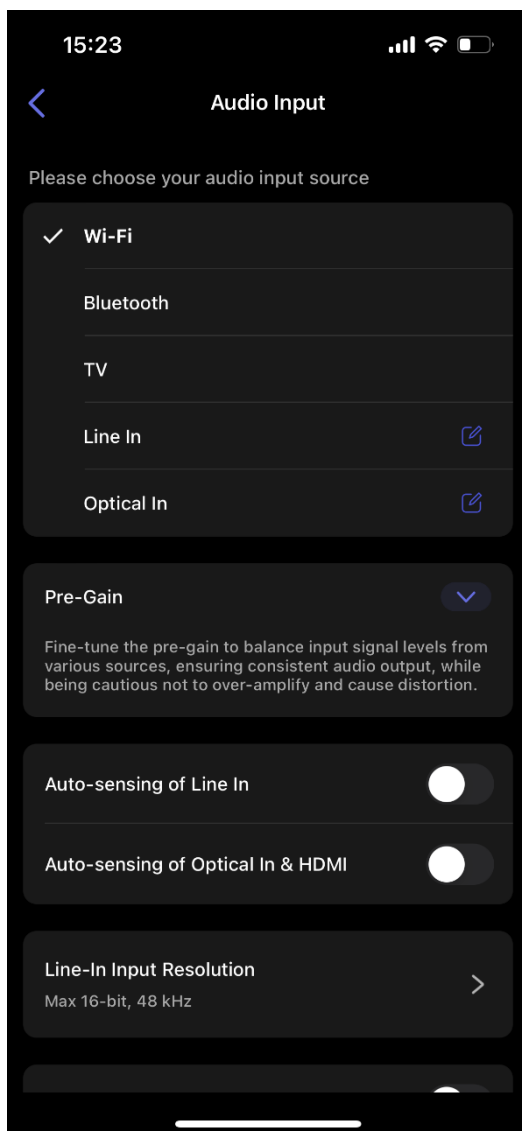 15:23
Audio Input
Please choose your audio input source
Wi-Fi
Bluetooth
TV
Line In
Optical In
Pre-Gain
Fine-tune the pre-gain to balance input signal levels from
various sources, ensuring consistent audio output, while
being cautious not to over-amplify and cause distortion.
Auto-sensing of Line In
Auto-sensing of Optical In & HDMI
Line-In Input Resolution
Max 16-bit, 48 kHz